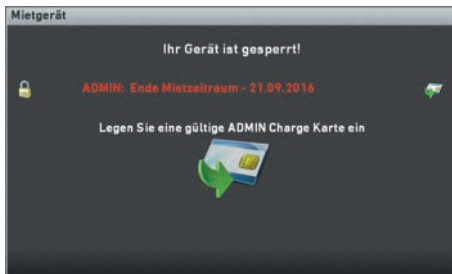 Mietgerät
Ihr Gerät ist gesperrt!
ADMIN: Ende Mietzeitraum - 21.09.2016
Legen Sie eine gültige ADMIN Charge Karte ein